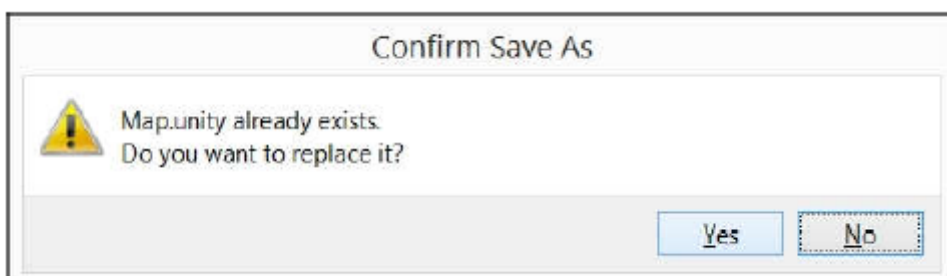 Confirm Save As
Map.unity already exists.
Do you want to replace it?
Yes
No